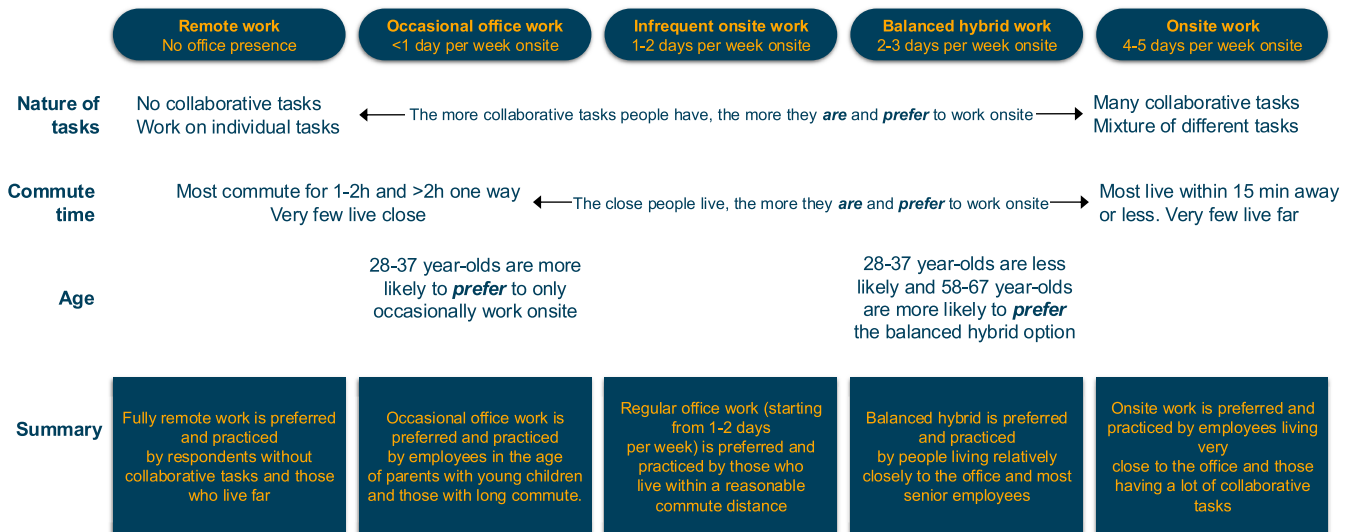 Remote work
No office presence
Occasional office work
<1 day per week onsite
Infrequent onsite work
1-2 days per week onsite
Balanced hybrid work
2-3 days per week onsite
Onsite work
4-5 days per week onsite
Nature of
tasks
No collaborative tasks
Work on individual tasks
The more collaborative tasks people have, the more they are and prefer to work onsite
Many collaborative tasks
Mixture of different tasks
Commute
time
Most commute for 1-2h and >2h one way
Very few live close
The close people live, the more they are and prefer to work onsite
Most live within 15 min away
or less. Very few live far
Age
28-37 year-olds are more
likely to prefer to only
occasionally work onsite
28-37 year-olds are less
likely and 58-67 year-olds
are more likely to prefer
the balanced hybrid option
Summary
Fully remote work is preferred
and practiced
by respondents without
collaborative tasks and those
who live far
Occasional office work is
preferred and practiced
by employees in the age
of parents with young children
and those with long commute.
Regular office work (starting
from 1-2 days
per week) is preferred and
practiced by those who
live within a reasonable
commute distance
Balanced hybrid is preferred
and practiced
by people living relatively
closely to the office and most
senior employees
Onsite work is preferred and
practiced by employees living
very
close to the office and those
having a lot of collaborative
tasks